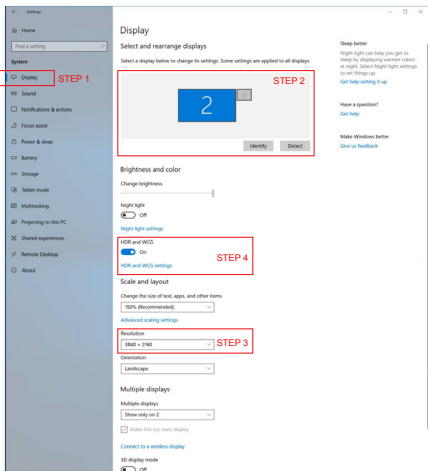 Settings
Home
Find a setting
System
Display
STEP 1
Sound
Notifications & actions
Focus assist
Power & sleep
Battery
Storage
Tablet mode
Multitasking
Projecting to this PC
Shared experiences
Remote Desktop
About
Display
Select and rearrange displays
Select a display below to change its settings. Some settings are applied to all displays.
STEP 2
2
1
Identify
Detect
Brightness and color
Change brightness
Night light
Off
Night light settings
HDR and WCG
On
STEP 4
HDR and WCG settings
Scale and layout
Change the size of text, apps, and other items
150% (Recommended)
Advanced scaling settings
Resolution
3840 × 2160
STEP 3
Orientation
Landscape
Multiple displays
Multiple displays
Show only on 2
Make this my main display
Connect to a wireless display
3D display mode
Off
Sleep better
Night light can help you get to
sleep by displaying warmer colors
at night. Select Night light settings
to set things up.
Get help setting it up
Have a question?
Get help
Make Windows better
Give us feedback